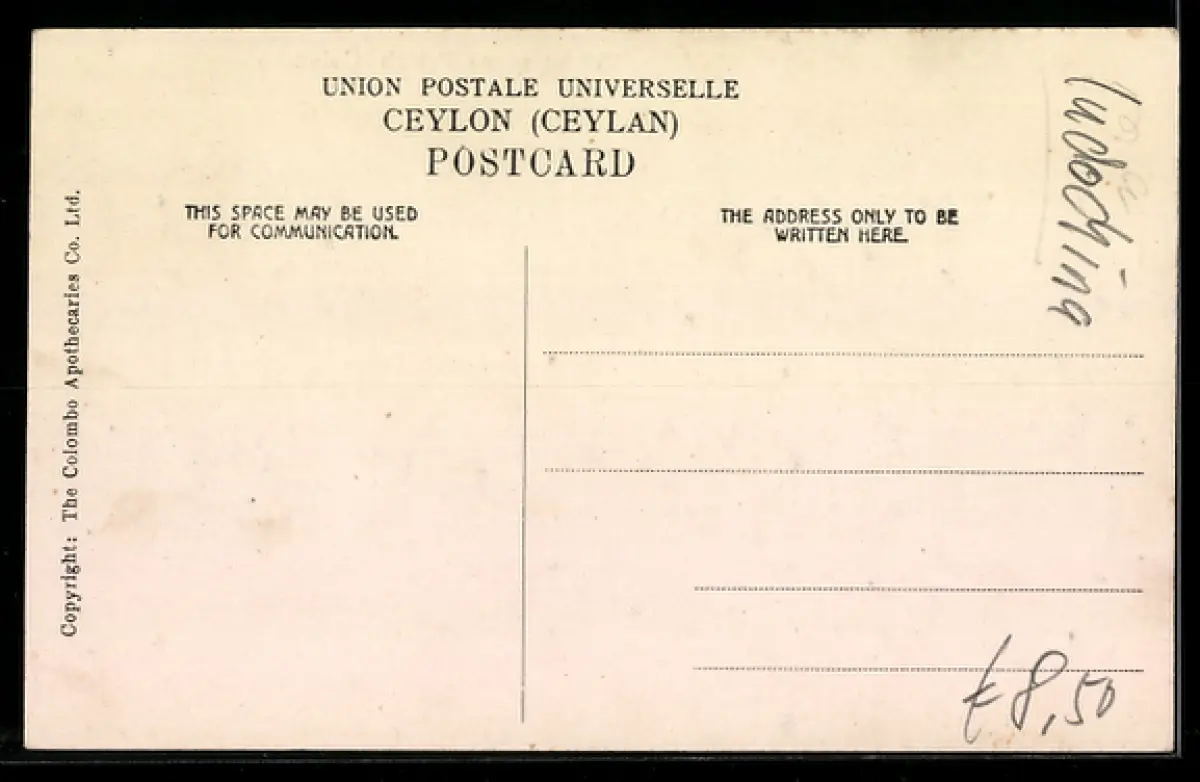 UNION POSTALE UNIVERSELLE
CEYLON (CEYLAN)
POSTCARD
THIS SPACE MAY BE USED
FOR COMMUNICATION.
THE ADDRESS ONLY TO BE
WRITTEN HERE.
Copyright: The Colombo Apothecaries Co. Ltd.
Indochina
£8,50